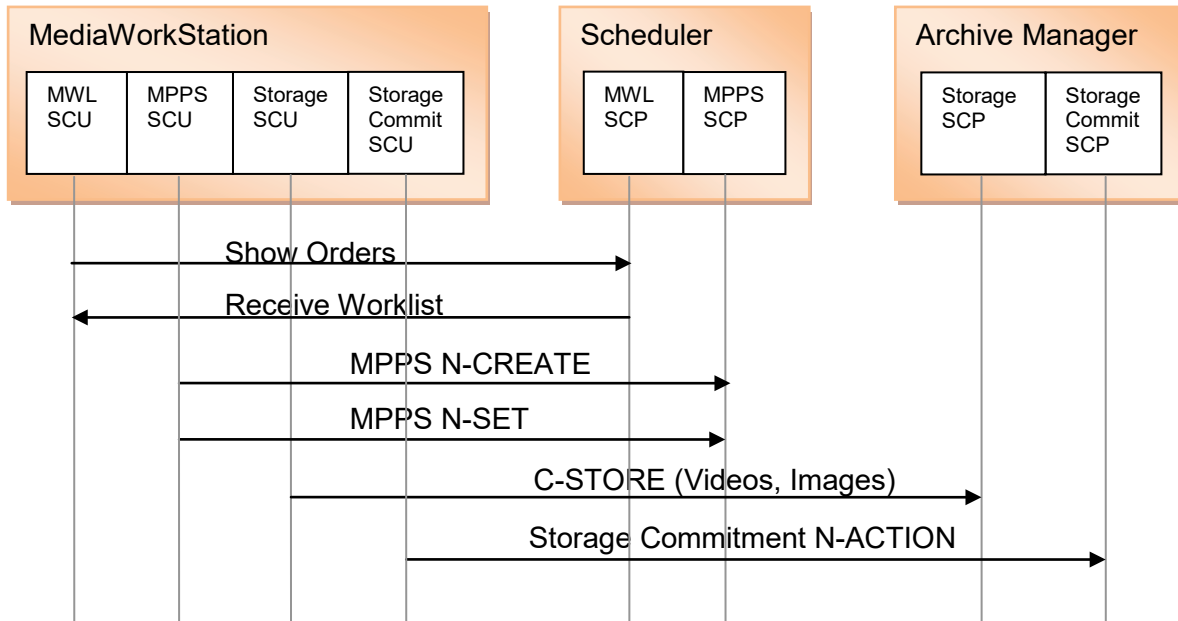 MediaWorkStation
Scheduler
Archive Manager
MWL
SCU
MPPS
SCU
Storage
SCU
Storage
Commit
SCU
MWL
SCP
MPPS
SCP
Storage
SCP
Storage
Commit
SCP
Show Orders
Receive Worklist
MPPS N-CREATE
MPPS N-SET
C-STORE (Videos, Images)
Storage Commitment N-ACTION